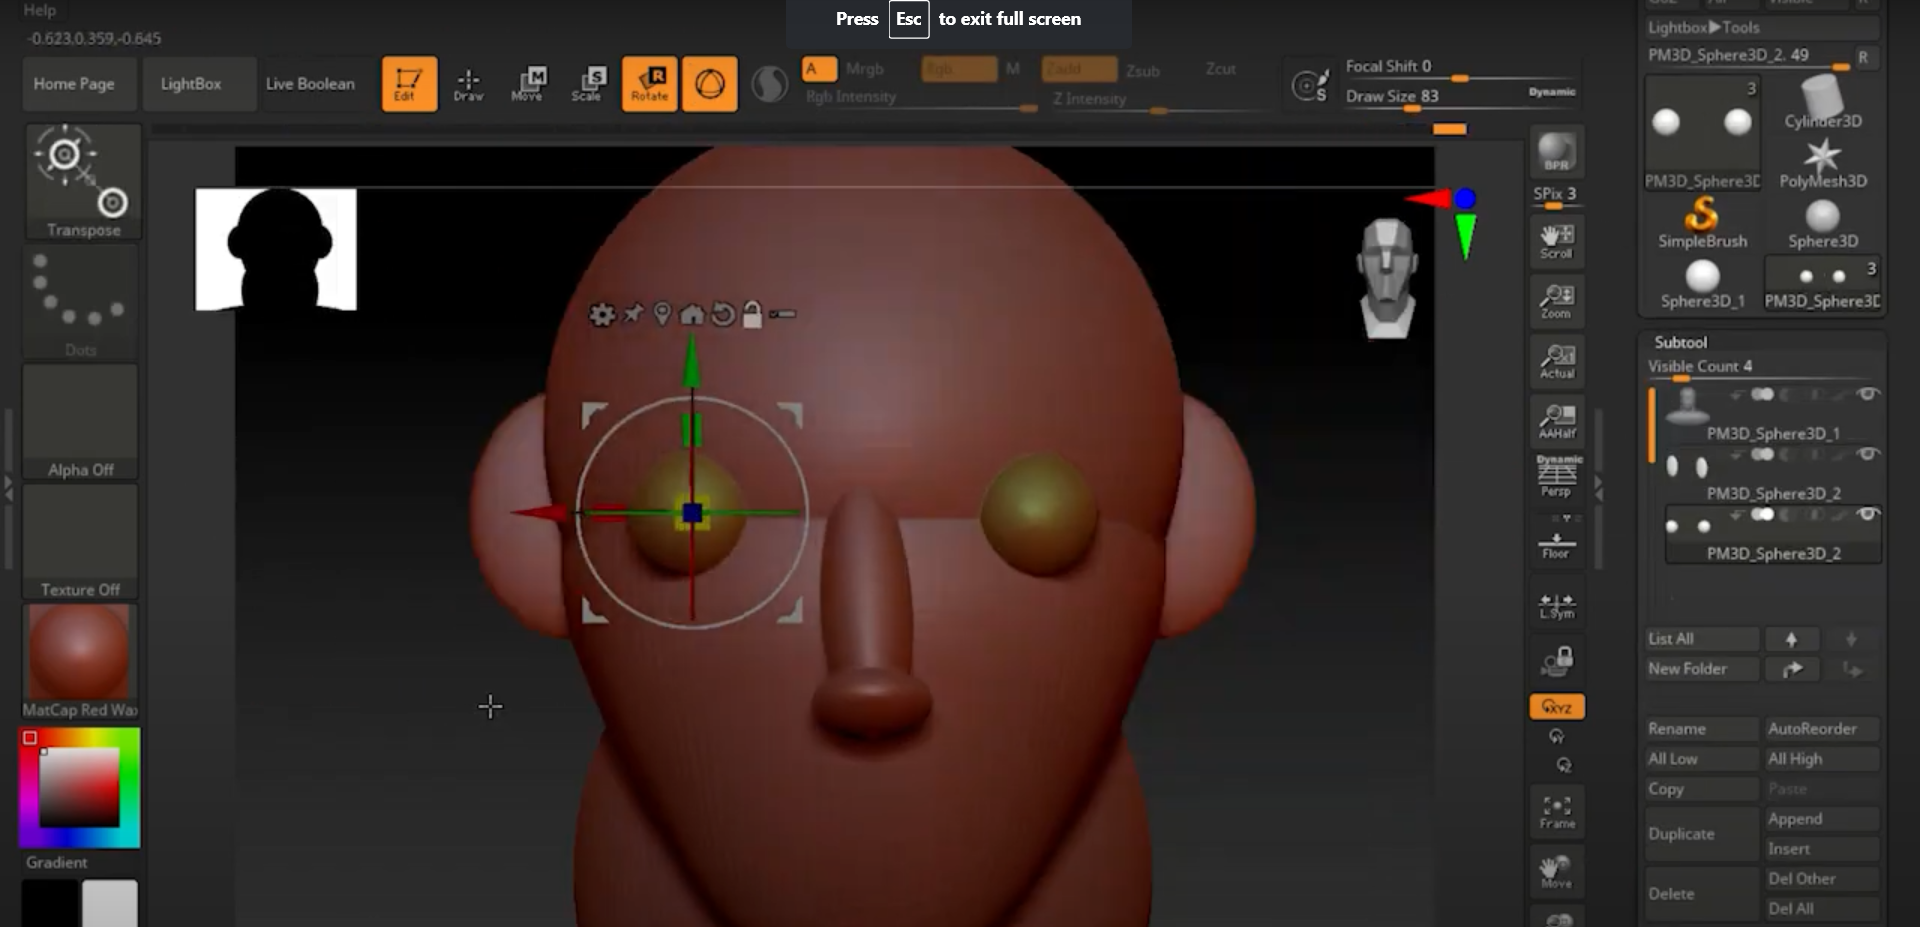 Help
Press Esc to exit full screen
-0.623,0.359,-0.645
Home Page
LightBox
Live Boolean
Edit
Draw
Move
Scale
Rotate
A
Mrgb
Rgb
M
Zadd
Zsub
Zcut
Rgb Intensity
Z Intensity
Focal Shift 0
Draw Size 83
Dynamic
Lightbox▶Tools
PM3D_Sphere3D_2. 49
R
3
Cylinder3D
PM3D_Sphere3D
PolyMesh3D
SimpleBrush
Sphere3D
Sphere3D_1
3
PM3D_Sphere3D
Transpose
Dots
Alpha Off
Texture Off
MatCap Red Wax
Gradient
BPR
SPix 3
Scroll
Zoom
Actual
AAHalf
Dynamic
Persp
Floor
L.Sym
XYZ
Frame
Move
Subtool
Visible Count 4
PM3D_Sphere3D_1
PM3D_Sphere3D_2
PM3D_Sphere3D_2
List All
New Folder
Rename
AutoReorder
All Low
All High
Copy
Paste
Duplicate
Append
Insert
Delete
Del Other
Del All